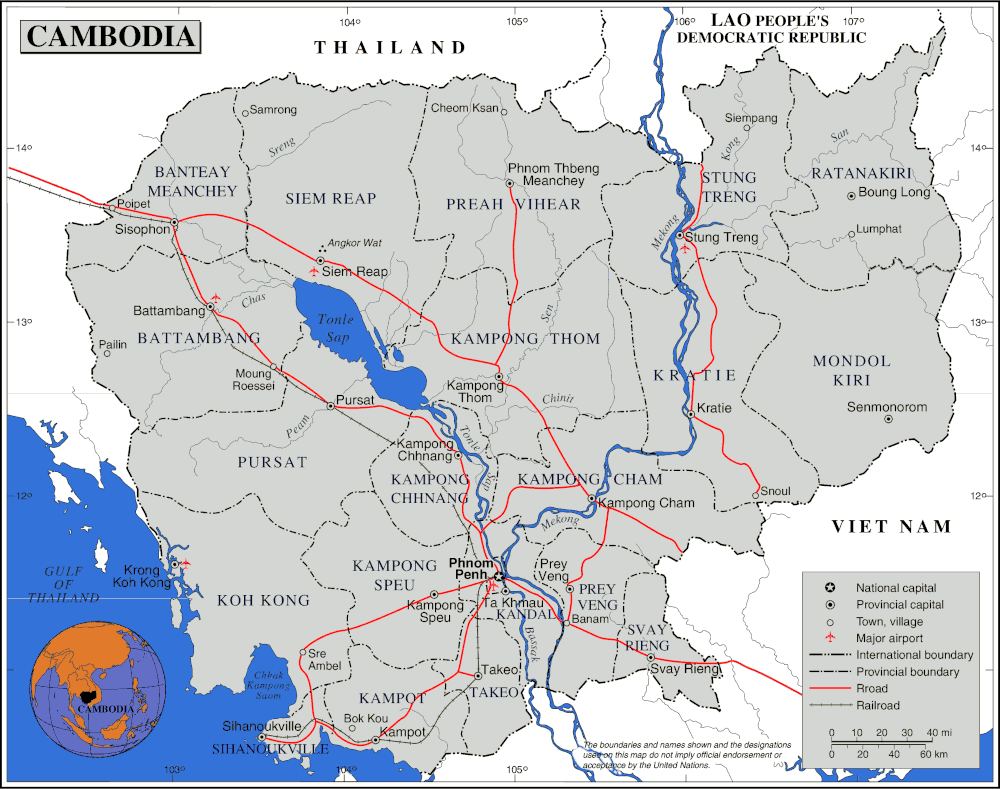 CAMBODIA
104°
105°
106°
107°
THAILAND
LAO PEOPLE'S
DEMOCRATIC REPUBLIC
Samrong
Cheom Ksan
Siempang
14°
14°
Sreng
Kong
San
BANTEAY
MEANCHEY
Phnom Thbeng
Meanchey
STUNG
TRENG
RATANAKIRI
SIEM REAP
PREAH VIHEAR
Boung Long
Poipet
Sisophon
Mekong
Stung Treng
Lumphat
Angkor Wat
Siem Reap
Chas
Battambang
Tonle
Sap
Sen
13°
13°
BATTAMBANG
KAMPONG THOM
Pailin
MONDOL
KIRI
Moung
Roessei
KRATIE
Kampong
Thom
Pursat
Chinit
Kratie
Senmonorom
Peam
Tonle
Sap
Kampong
Chhnang
PURSAT
KAMPONG
CHHNANG
KAMPONG CHAM
Snoul
12°
12°
Kampong Cham
Mekong
VIET NAM
Phnom
Penh
Prey
Veng
KAMPONG
SPEU
Krong
Koh Kong
GULF
OF
THAILAND
KOH KONG
Kampong
Speu
Ta Khmau
KANDAL
PREY
VENG
Banam
Bassek
SVAY
RIENG
Svay Rieng
Sre
Ambel
Takeo
TAKEO
Chhak
Kampong
Saom
KAMPOT
CAMBODIA
Sihanoukville
SIHANOUKVILLE
Bok Kou
Kampot
National capital
Provincial capital
Town, village
Major airport
International boundary
Provincial boundary
Rroad
Railroad
0 10 20 30 40 mi
0 20 40 60 km
The boundaries and names shown and the designations
used on this map do not imply official endorsement or
acceptance by the United Nations.
103°
104°
105°